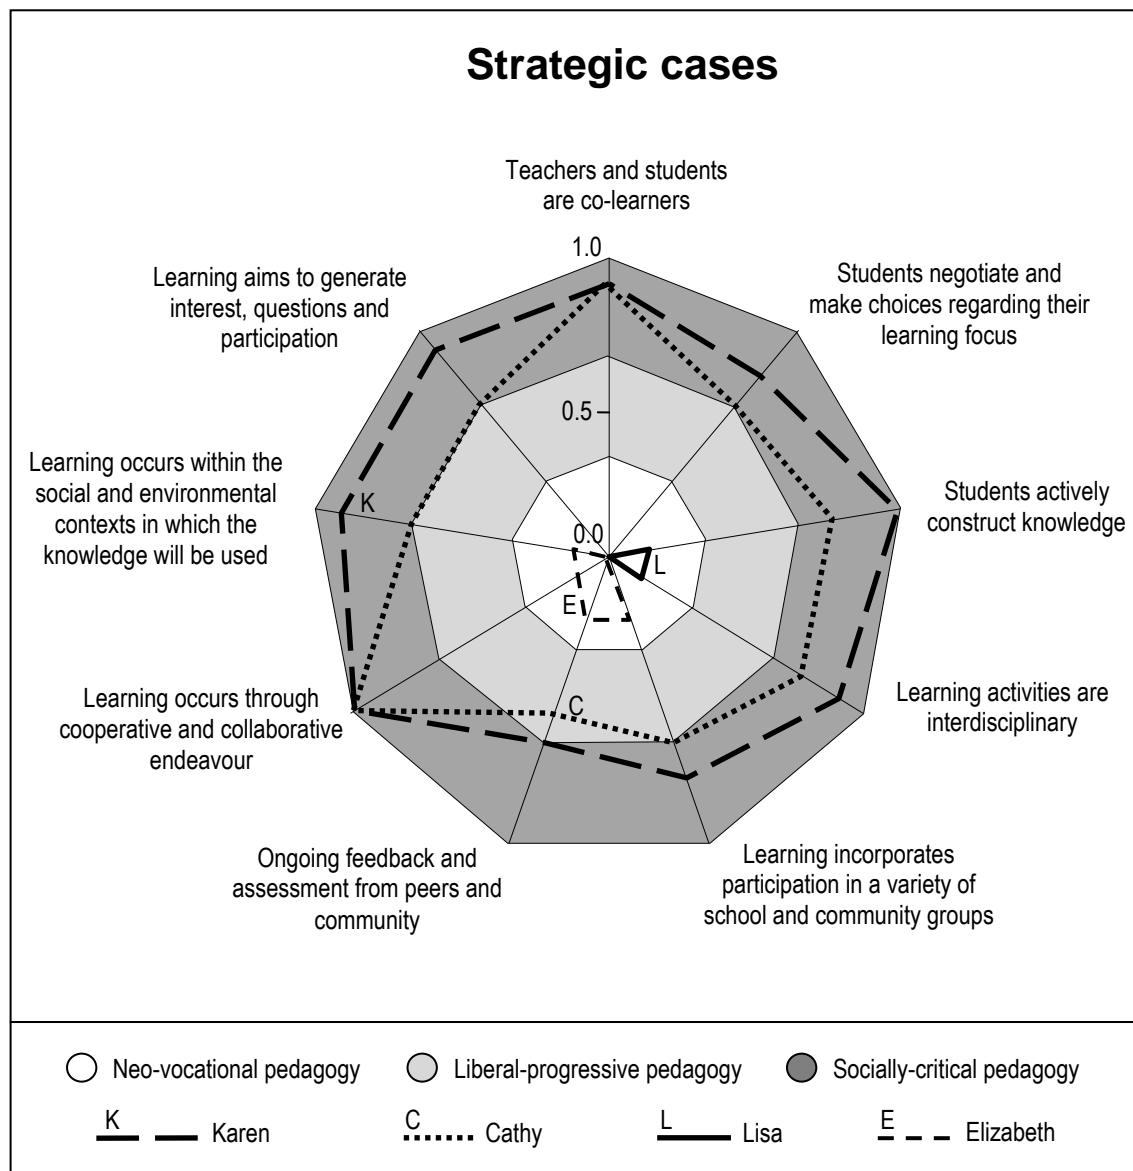 Strategic cases
Teachers and students
are co-learners
1.0
Learning aims to generate
interest, questions and
participation
Students negotiate and
make choices regarding their
learning focus
0.5
Learning occurs within the
social and environmental
contexts in which the
knowledge will be used
K
Students actively
construct knowledge
0.0
L
E
Learning occurs through
cooperative and collaborative
endeavour
C
Learning activities are
interdisciplinary
Ongoing feedback and
assessment from peers and
community
Learning incorporates
participation in a variety of
school and community groups
Neo-vocational pedagogy
Liberal-progressive pedagogy
Socially-critical pedagogy
K Karen
C Cathy
L Lisa
E Elizabeth